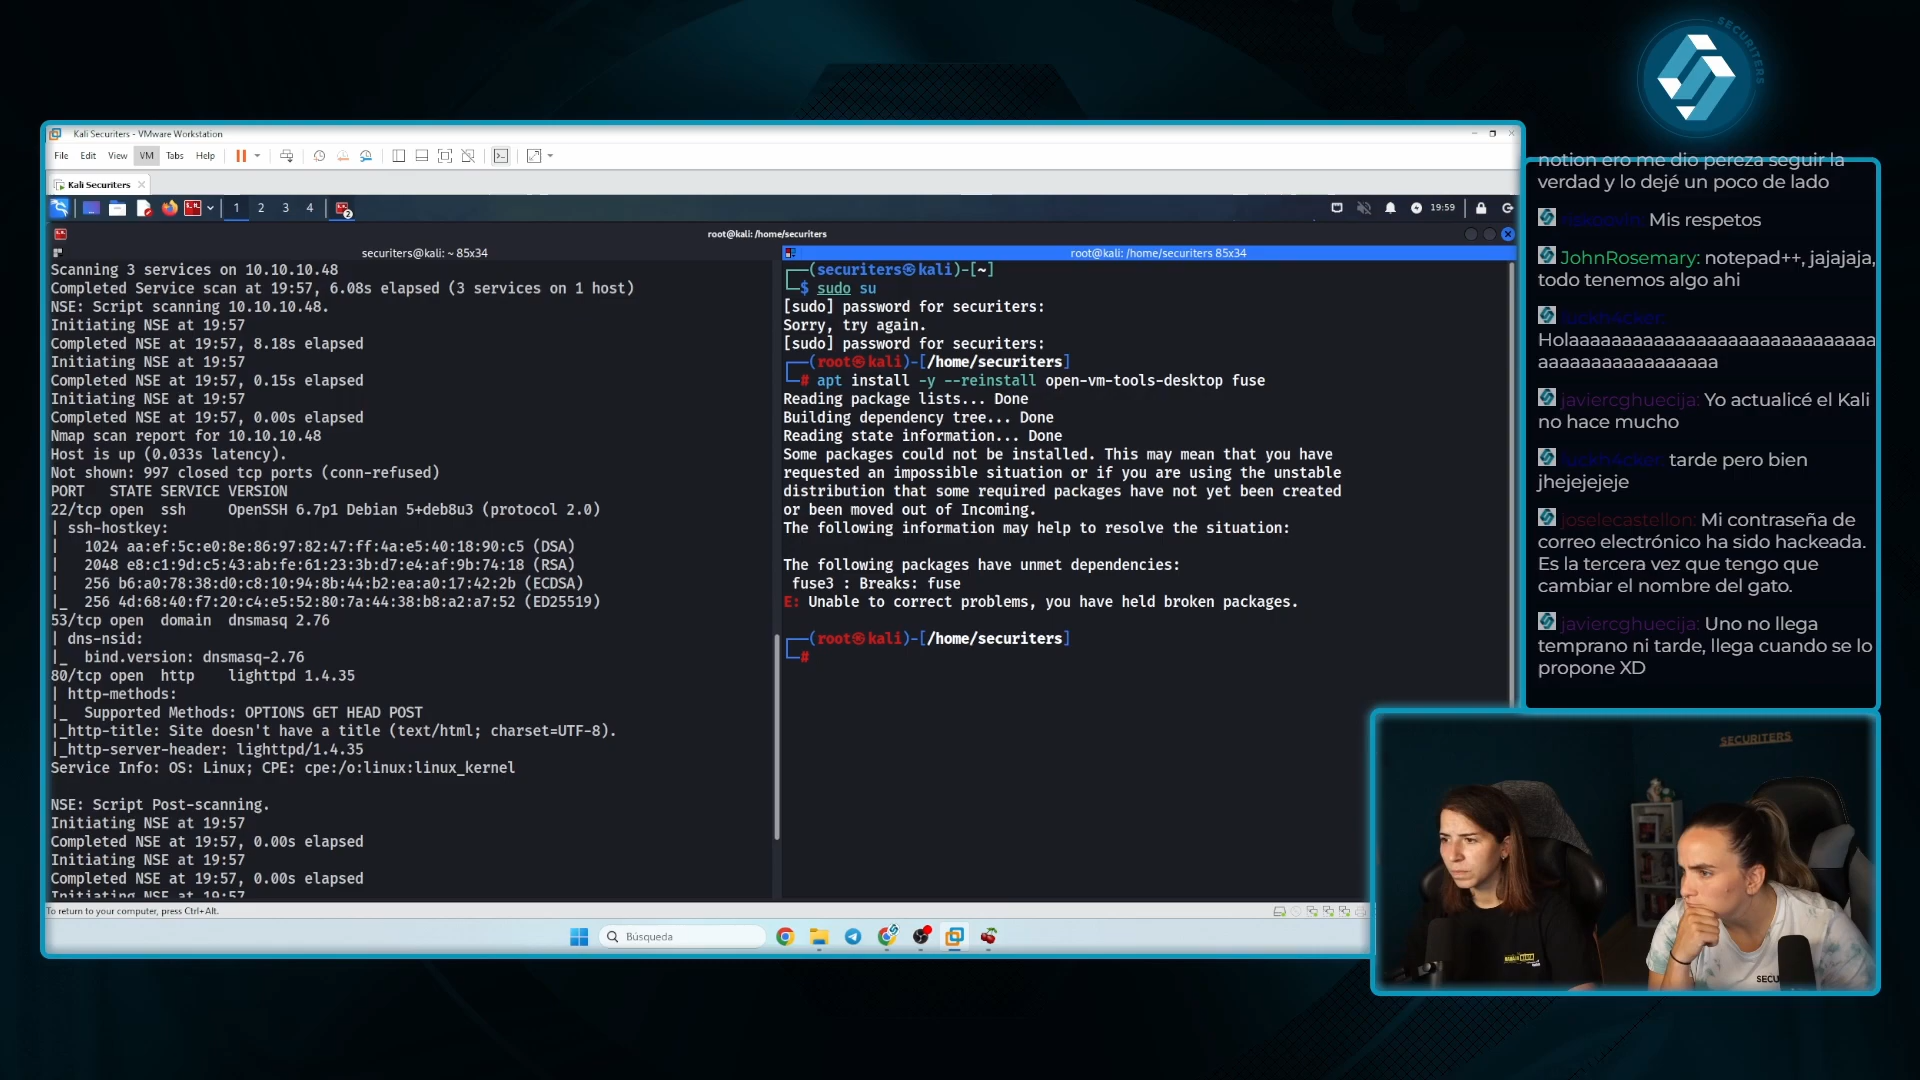 SECURITERS
Kali Securiters - VMware Workstation
File Edit View VM Tabs Help
Kali Securiters
1 2 3 4
2
19:59
root@kali: /home/securiters
securiters@kali: ~ 85x34
Scanning 3 services on 10.10.10.48
Completed Service scan at 19:57, 6.08s elapsed (3 services on 1 host)
NSE: Script scanning 10.10.10.48.
Initiating NSE at 19:57
Completed NSE at 19:57, 8.18s elapsed
Initiating NSE at 19:57
Completed NSE at 19:57, 0.15s elapsed
Initiating NSE at 19:57
Completed NSE at 19:57, 0.00s elapsed
Nmap scan report for 10.10.10.48
Host is up (0.033s latency).
Not shown: 997 closed tcp ports (conn-refused)
PORT   STATE SERVICE VERSION
22/tcp open  ssh     OpenSSH 6.7p1 Debian 5+deb8u3 (protocol 2.0)
| ssh-hostkey:
|   1024 aa:ef:5c:e0:8e:86:97:82:47:ff:4a:e5:40:18:90:c5 (DSA)
|   2048 e8:c1:9d:c5:43:ab:fe:61:23:3b:d7:e4:af:9b:74:18 (RSA)
|   256 b6:a0:78:38:d0:c8:10:94:8b:44:b2:ea:a0:17:42:2b (ECDSA)
|_  256 4d:68:40:f7:20:c4:e5:52:80:7a:44:38:b8:a2:a7:52 (ED25519)
53/tcp open  domain  dnsmasq 2.76
| dns-nsid:
|_  bind.version: dnsmasq-2.76
80/tcp open  http    lighttpd 1.4.35
| http-methods:
|_  Supported Methods: OPTIONS GET HEAD POST
|_http-title: Site doesn't have a title (text/html; charset=UTF-8).
|_http-server-header: lighttpd/1.4.35
Service Info: OS: Linux; CPE: cpe:/o:linux:linux_kernel
NSE: Script Post-scanning.
Initiating NSE at 19:57
Completed NSE at 19:57, 0.00s elapsed
Initiating NSE at 19:57
Completed NSE at 19:57, 0.00s elapsed
Initiating NSE at 19:57
root@kali: /home/securiters 85x34
┌──(securiters㉿kali)-[~]
└─$ sudo su
[sudo] password for securiters:
Sorry, try again.
[sudo] password for securiters:
┌──(root㉿kali)-[/home/securiters]
└─# apt install -y --reinstall open-vm-tools-desktop fuse
Reading package lists... Done
Building dependency tree... Done
Reading state information... Done
Some packages could not be installed. This may mean that you have
requested an impossible situation or if you are using the unstable
distribution that some required packages have not yet been created
or been moved out of Incoming.
The following information may help to resolve the situation:
The following packages have unmet dependencies:
fuse3 : Breaks: fuse
E: Unable to correct problems, you have held broken packages.
┌──(root㉿kali)-[/home/securiters]
└─#
To return to your computer, press Ctrl+Alt.
Búsqueda
notion ero me dio pereza seguir la
verdad y lo dejé un poco de lado
Mis respetos
JohnRosemary: notepad++, jajajaja,
todo tenemos algo ahi
Holaaaaaaaaaaaaaaaaaaaaaaaaaaaa
aaaaaaaaaaaaaaaaa
javiercghuecija: Yo actualicé el Kali
no hace mucho
tarde pero bien
jhejejejeje
joselecastellon: Mi contraseña de
correo electrónico ha sido hackeada.
Es la tercera vez que tengo que
cambiar el nombre del gato.
javiercghuecija: Uno no llega
temprano ni tarde, llega cuando se lo
propone XD
SECURITERS
SECU